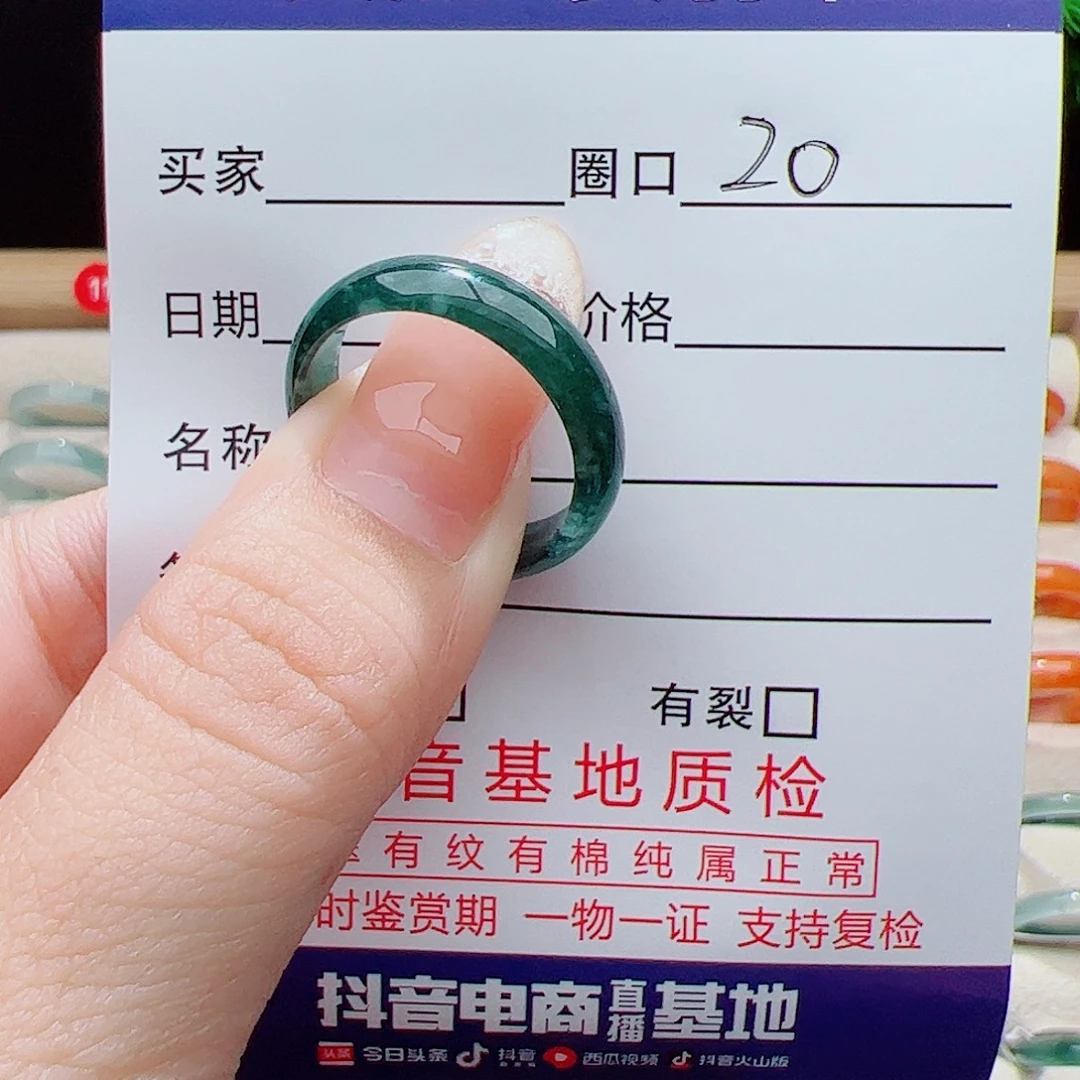 买家 圈口 20
日期 价格
名称
有裂
音基地质检
有纹有棉纯属正常
时鉴赏期 一物一证 支持复检
抖音电商直播基地
头条 今日头条 抖音 西瓜视频 抖音火山版